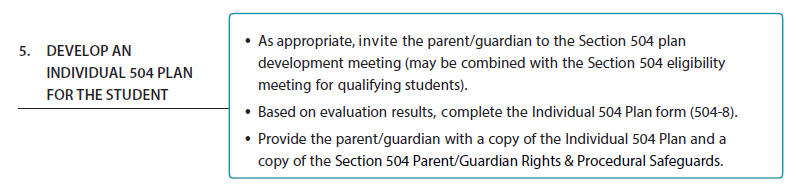 5. DEVELOP AN
INDIVIDUAL 504 PLAN
FOR THE STUDENT
• As appropriate, invite the parent/guardian to the Section 504 plan
development meeting (may be combined with the Section 504 eligibility
meeting for qualifying students).
• Based on evaluation results, complete the Individual 504 Plan form (504-8).
• Provide the parent/guardian with a copy of the Individual 504 Plan and a
copy of the Section 504 Parent/Guardian Rights & Procedural Safeguards.